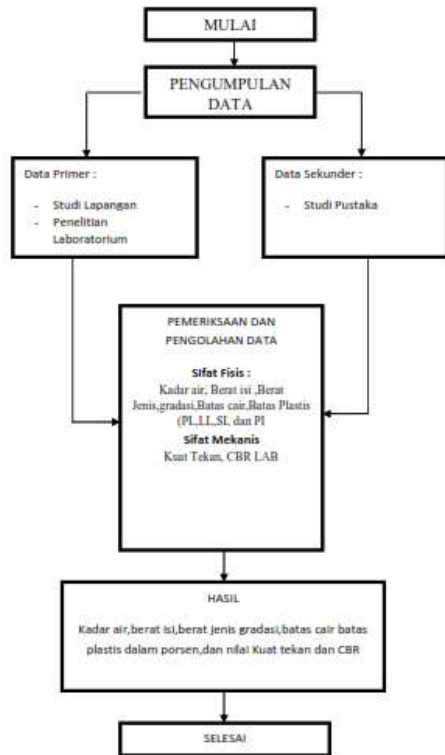 MULAI
PENGUMPULAN
DATA
Data Primer :
- Studi Lapangan
- Penelitian
Laboratorium
Data Sekunder :
- Studi Pustaka
PEMERIKSAAN DAN
PENGOLAHAN DATA
Sifat Fisis :
Kadar air, Berat isi ,Berat
Jenis,gradasi,Batas cair,Batas Plastis
(PL,LL,SL dan PI
Sifat Mekanis
Kuat Tekan, CBR LAB
HASIL
Kadar air,berat isi,berat jenis gradasi,batas cair batas
plastis dalam porsen,dan nilai Kuat tekan dan CBR
SELESAI